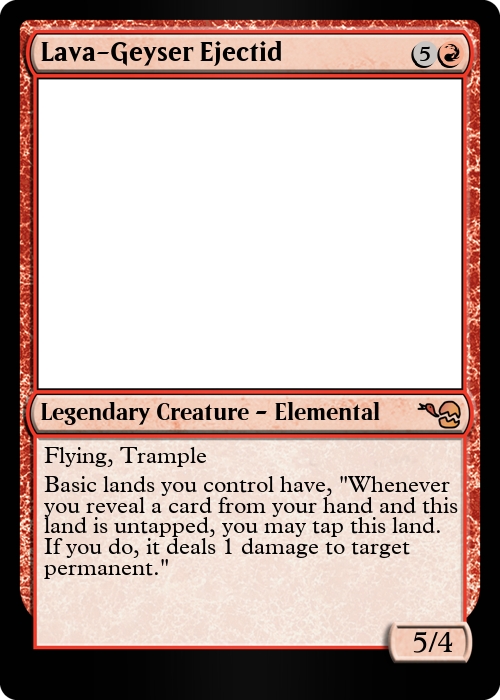 Lava-Geyser Ejectid 5
Legendary Creature - Elemental
Flying, Trample
Basic lands you control have, "Whenever
you reveal a card from your hand and this
land is untapped, you may tap this land.
If you do, it deals 1 damage to target
permanent."
5/4